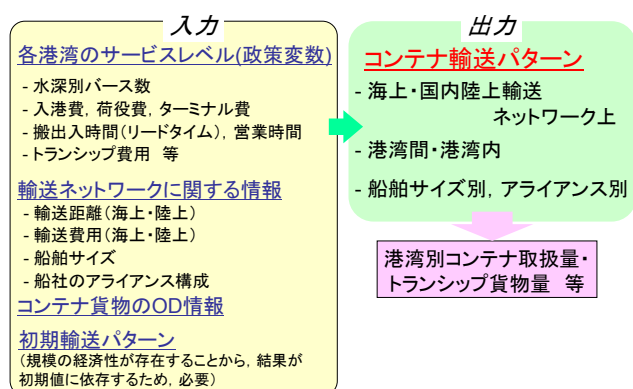 入力
各港湾のサービスレベル(政策変数)
- 水深別バース数
- 入港費, 荷役費, ターミナル費
- 搬出入時間(リードタイム), 営業時間
- トランシップ費用 等
輸送ネットワークに関する情報
- 輸送距離(海上・陸上)
- 輸送費用(海上・陸上)
- 船舶サイズ
- 船社のアライアンス構成
コンテナ貨物のOD情報
初期輸送パターン
(規模の経済性が存在することから, 結果が
初期値に依存するため, 必要)
出力
コンテナ輸送パターン
- 海上・国内陸上輸送
ネットワーク上
- 港湾間・港湾内
- 船舶サイズ別, アライアンス別
港湾別コンテナ取扱量・
トランシップ貨物量 等